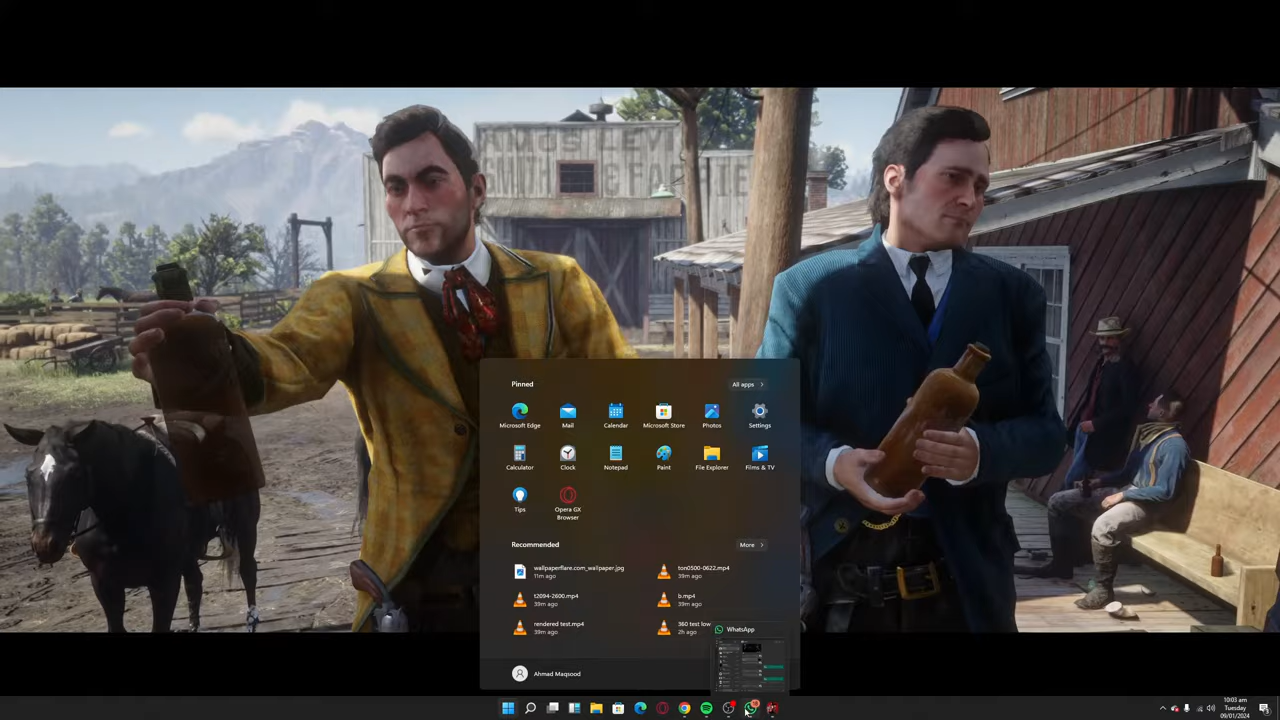 AMOS LEVI
Pinned
All apps
Microsoft Edge
Mail
Calendar
Microsoft Store
Photos
Settings
Calculator
Clock
Notepad
Paint
File Explorer
Films & TV
Tips
Opera GX
Browser
Recommended
More
wallpaperflare.com_wallpaper.jpg
11m ago
ton0500-0622.mp4
39m ago
t2094-2600.mp4
39m ago
b.mp4
39m ago
rendered test.mp4
39m ago
360 test low
2h ago
WhatsApp
Ahmad Maqsood
10:03 am
Tuesday
09/01/2024